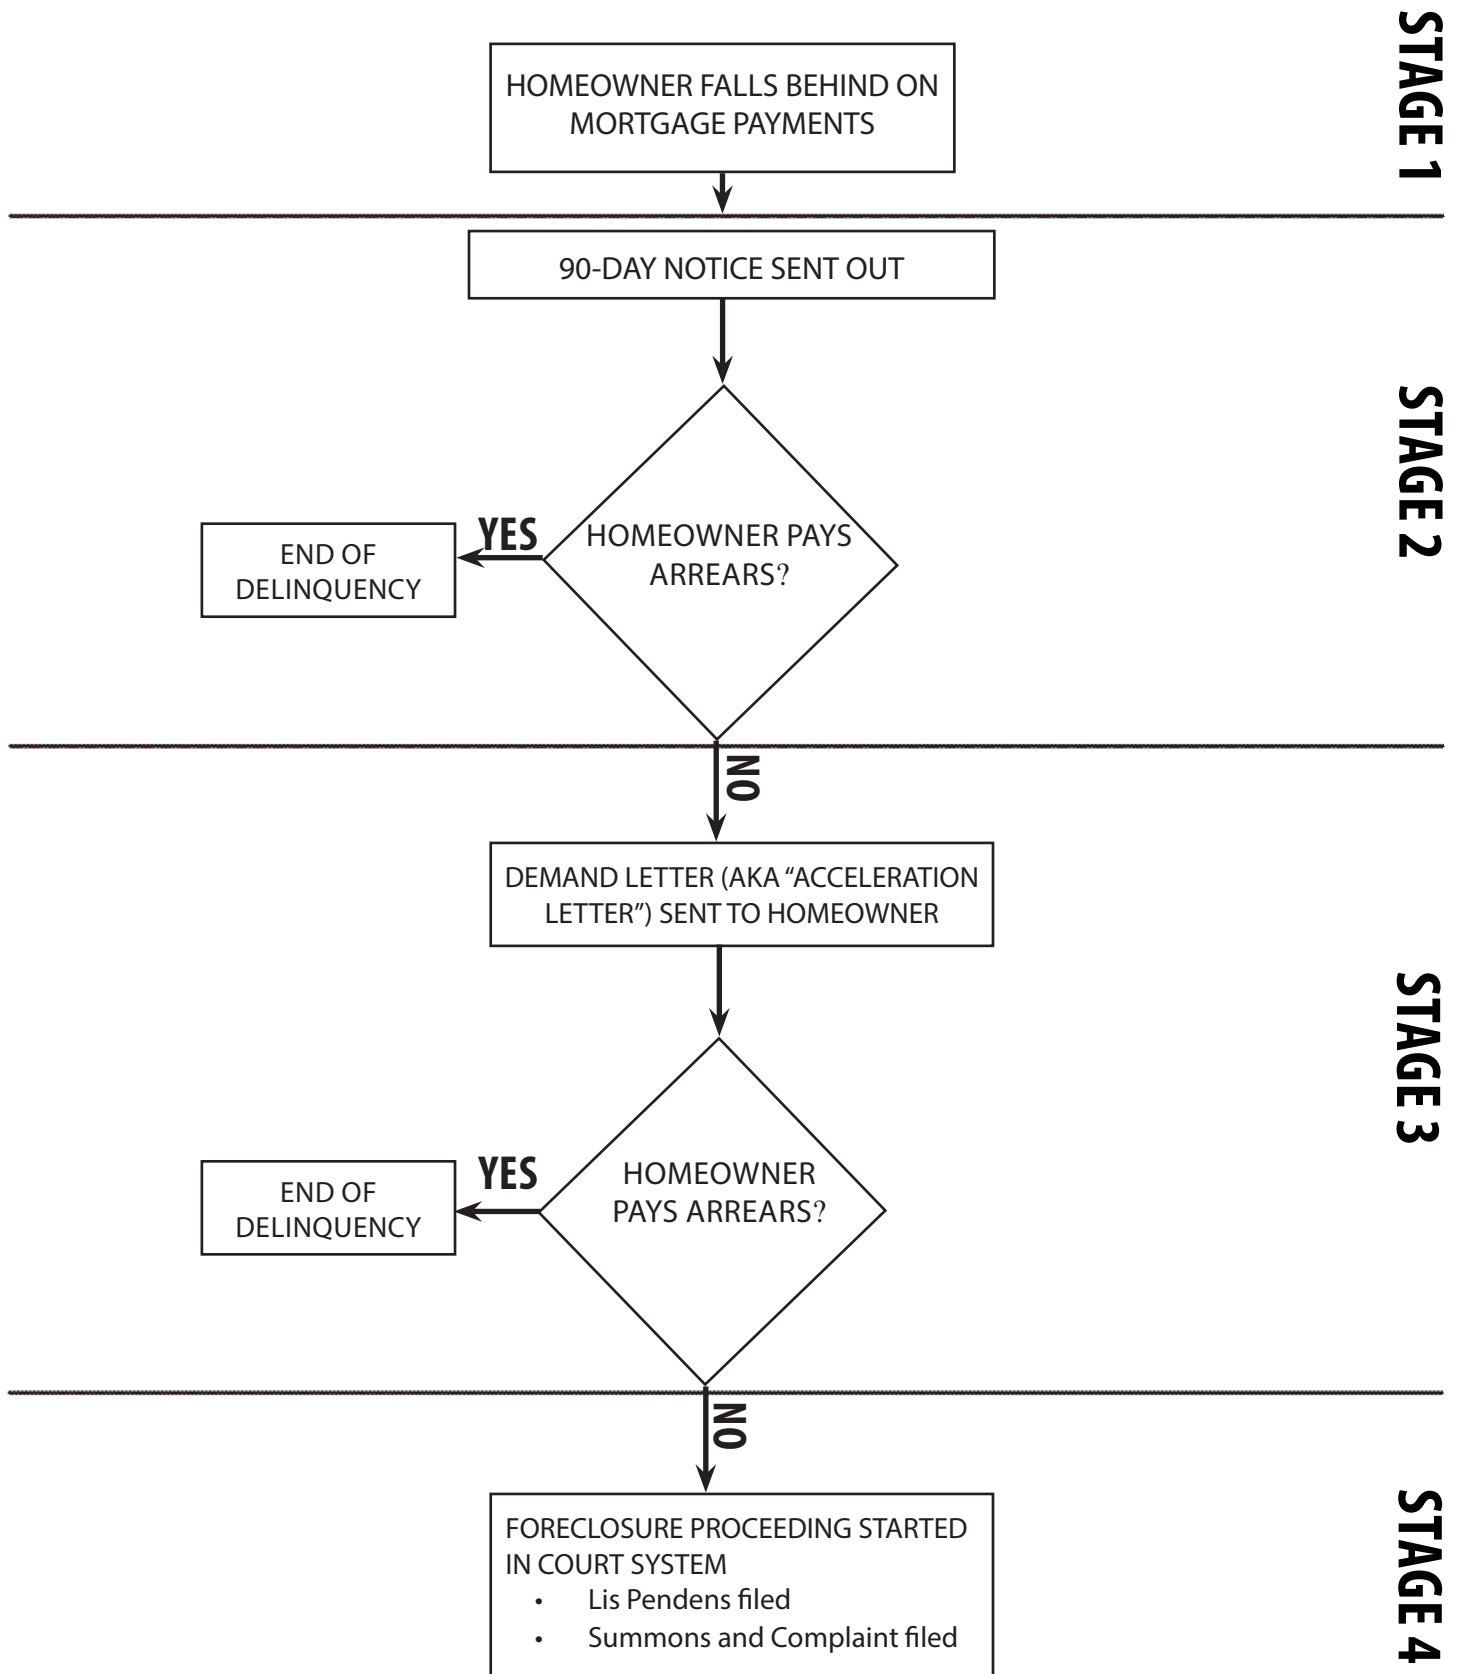 STAGE 1
HOMEOWNER FALLS BEHIND ON
MORTGAGE PAYMENTS
STAGE 2
90-DAY NOTICE SENT OUT
HOMEOWNER PAYS
ARREARS?
YES
END OF
DELINQUENCY
NO
STAGE 3
DEMAND LETTER (AKA “ACCELERATION
LETTER”) SENT TO HOMEOWNER
HOMEOWNER
PAYS ARREARS?
YES
END OF
DELINQUENCY
NO
STAGE 4
FORECLOSURE PROCEEDING STARTED
IN COURT SYSTEM
• Lis Pendens filed
• Summons and Complaint filed